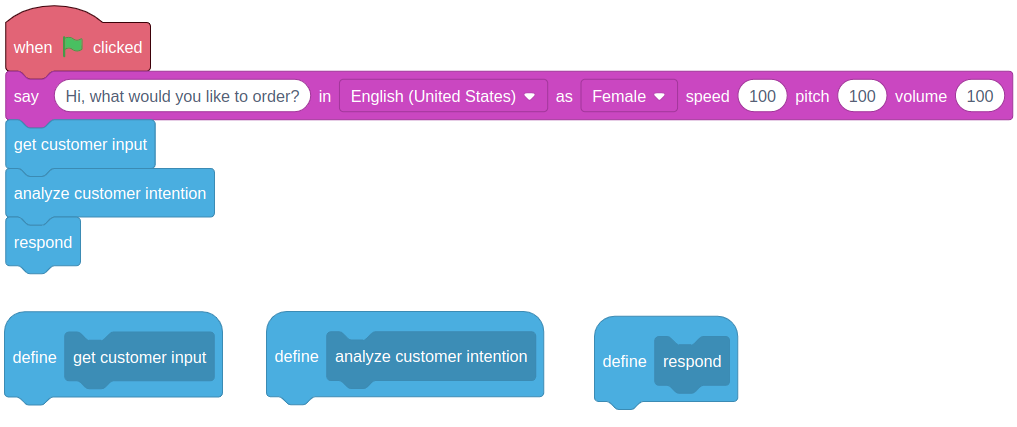 when clicked
say Hi, what would you like to order? in English (United States) as Female speed 100 pitch 100 volume 100
get customer input
analyze customer intention
respond
define get customer input
define analyze customer intention
define respond